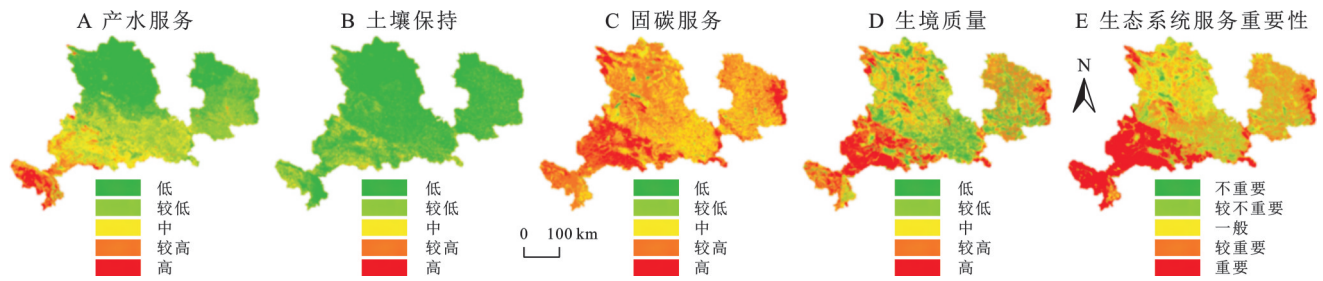 A 产水服务
B 土壤保持
C 固碳服务
D 生境质量
E 生态系统服务重要性
N
低
较低
中
较高
高
低
较低
中
较高
高
0 100 km
低
较低
中
较高
高
低
较低
中
较高
高
不重要
较不重要
一般
较重要
重要